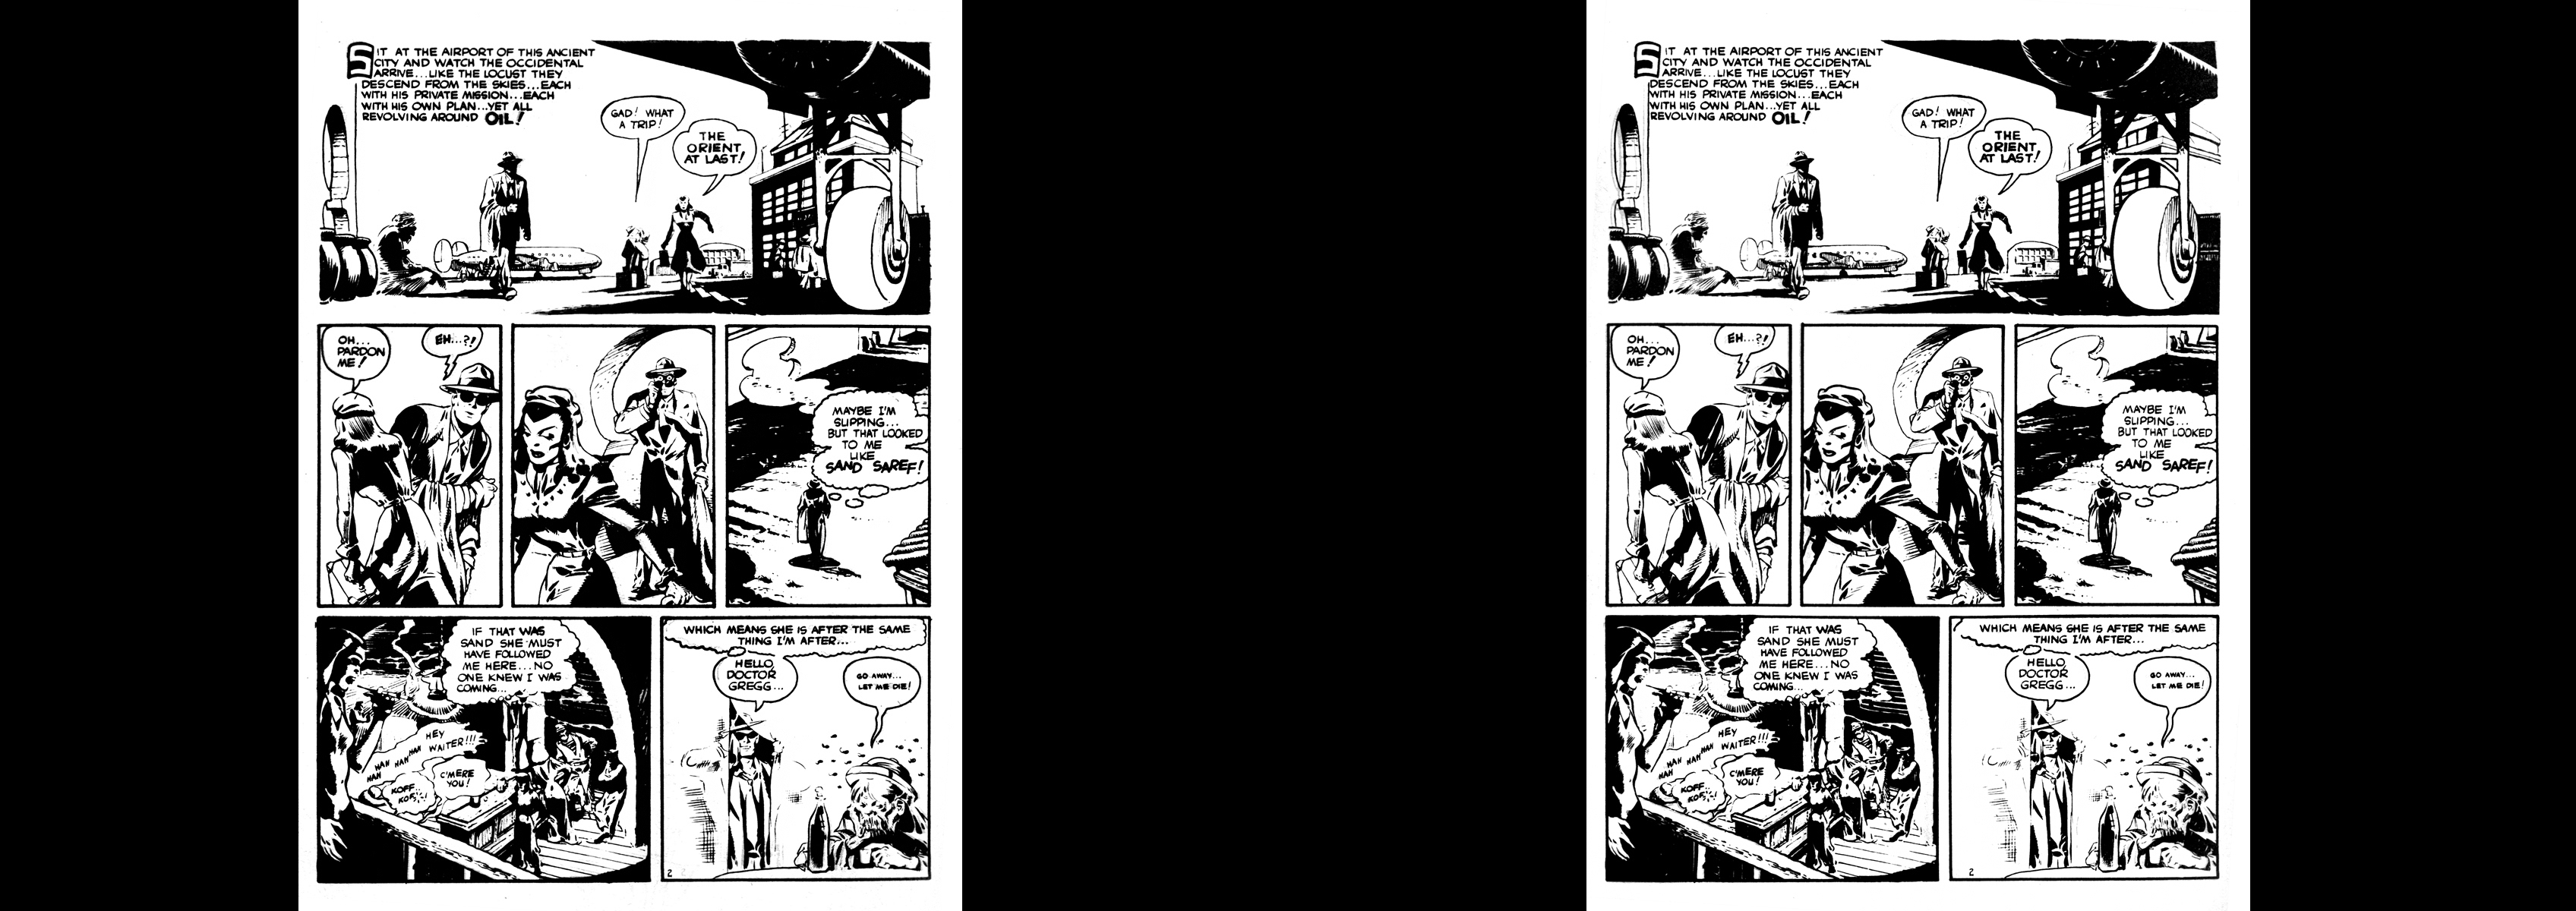 SIT AT THE AIRPORT OF THIS ANCIENT
CITY AND WATCH THE OCCIDENTAL
ARRIVE...LIKE THE LOCUST THEY
DESCEND FROM THE SKIES...EACH
WITH HIS PRIVATE MISSION...EACH
WITH HIS OWN PLAN...YET ALL
REVOLVING AROUND OIL!
GAD! WHAT
A TRIP!
THE
ORIENT
AT LAST!
OH...
PARDON
ME!
EH...?!
MAYBE I'M
SLIPPING...
BUT THAT LOOKED
TO ME
LIKE
SAND SAREF!
IF THAT WAS
SAND SHE MUST
HAVE FOLLOWED
ME HERE...NO
ONE KNEW I WAS
COMING...
HEY
WAITER!!!
HAH HAH HAH
HAH
C'MERE
YOU!
KOFF..
KOF..!
WHICH MEANS SHE IS AFTER THE SAME
THING I'M AFTER...
HELLO,
DOCTOR
GREGG...
GO AWAY...
LET ME DIE!
2
SIT AT THE AIRPORT OF THIS ANCIENT
CITY AND WATCH THE OCCIDENTAL
ARRIVE...LIKE THE LOCUST THEY
DESCEND FROM THE SKIES...EACH
WITH HIS PRIVATE MISSION...EACH
WITH HIS OWN PLAN...YET ALL
REVOLVING AROUND OIL!
GAD! WHAT
A TRIP!
THE
ORIENT
AT LAST!
OH...
PARDON
ME!
EH...?!
MAYBE I'M
SLIPPING...
BUT THAT LOOKED
TO ME
LIKE
SAND SAREF!
IF THAT WAS
SAND SHE MUST
HAVE FOLLOWED
ME HERE...NO
ONE KNEW I WAS
COMING...
HEY
WAITER!!!
HAH HAH HAH
HAH
C'MERE
YOU!
KOFF..
KOF..!
WHICH MEANS SHE IS AFTER THE SAME
THING I'M AFTER...
HELLO,
DOCTOR
GREGG...
GO AWAY...
LET ME DIE!
2